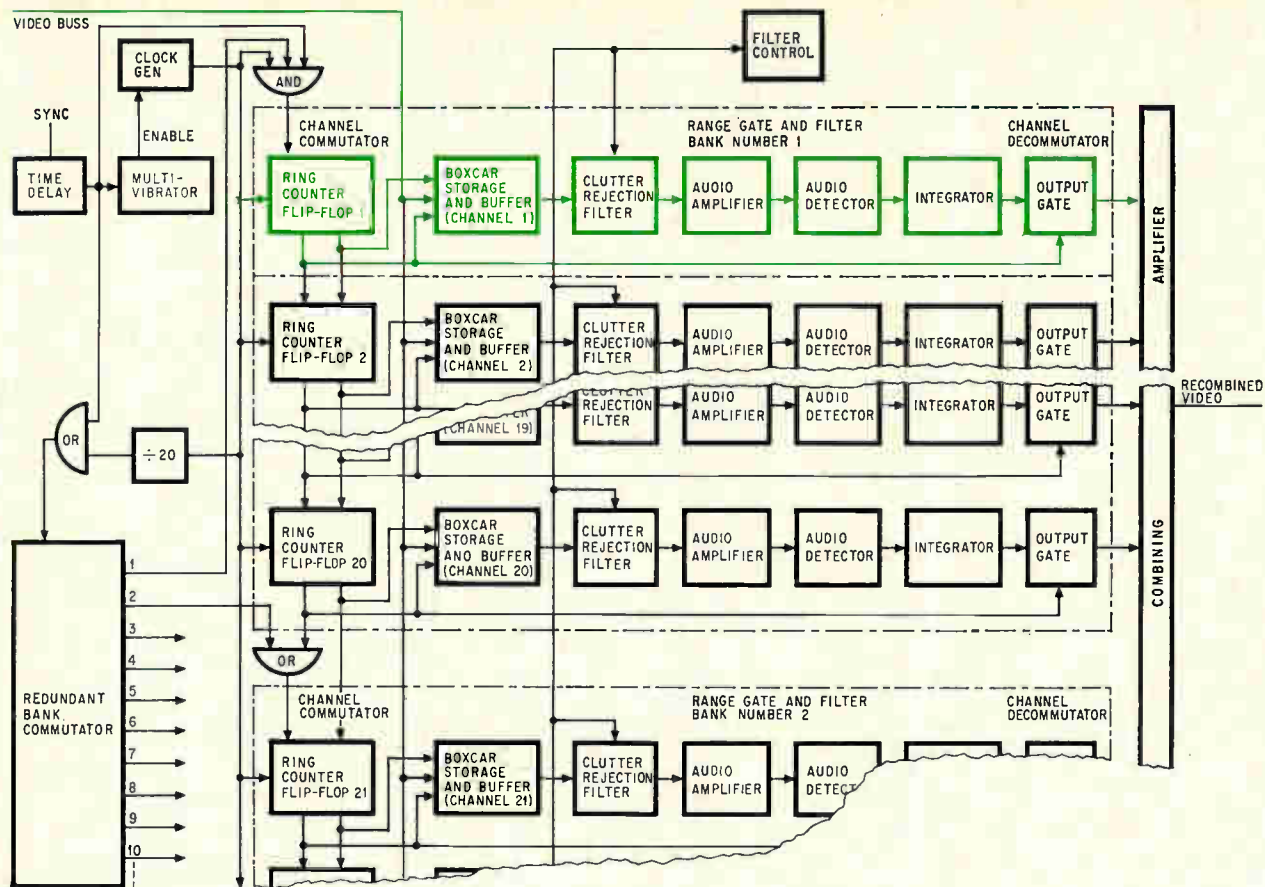 VIDEO BUSS
CLOCK
GEN
AND
FILTER
CONTROL
SYNC
ENABLE
TIME
DELAY
MULTI-
VIBRATOR
CHANNEL
COMMUTATOR
RANGE GATE AND FILTER
BANK NUMBER 1
CHANNEL
DECOMMUTATOR
RING
COUNTER
FLIP-FLOP 1
BOXCAR
STORAGE
AND BUFFER
(CHANNEL 1)
CLUTTER
REJECTION
FILTER
AUDIO
AMPLIFIER
AUDIO
DETECTOR
INTEGRATOR
OUTPUT
GATE
AMPLIFIER
RING
COUNTER
FLIP-FLOP 2
BOXCAR
STORAGE
AND BUFFER
(CHANNEL 2)
CLUTTER
REJECTION
FILTER
AUDIO
AMPLIFIER
AUDIO
DETECTOR
INTEGRATOR
OUTPUT
GATE
RECOMBINED
VIDEO
(CHANNEL 19)
CLUTTER
REJECTION
FILTER
AUDIO
AMPLIFIER
AUDIO
DETECTOR
INTEGRATOR
OUTPUT
GATE
OR
÷20
RING
COUNTER
FLIP-FLOP 20
BOXCAR
STORAGE
AND BUFFER
(CHANNEL 20)
CLUTTER
REJECTION
FILTER
AUDIO
AMPLIFIER
AUDIO
DETECTOR
INTEGRATOR
OUTPUT
GATE
COMBINING
REDUNDANT
BANK
COMMUTATOR
1
2
3
4
5
6
7
8
9
10
OR
CHANNEL
COMMUTATOR
RANGE GATE AND FILTER
BANK NUMBER 2
CHANNEL
DECOMMUTATOR
RING
COUNTER
FLIP-FLOP 21
BOXCAR
STORAGE
AND BUFFER
(CHANNEL 21)
CLUTTER
REJECTION
FILTER
AUDIO
AMPLIFIER
AUDIO
DETECT